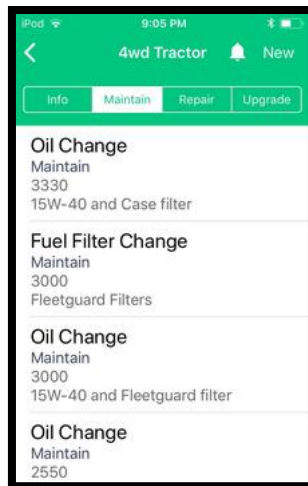 iPod 9:05 PM
4wd Tractor New
Info Maintain Repair Upgrade
Oil Change
Maintain
3330
15W-40 and Case filter
Fuel Filter Change
Maintain
3000
Fleetguard Filters
Oil Change
Maintain
3000
15W-40 and Fleetguard filter
Oil Change
Maintain
2550